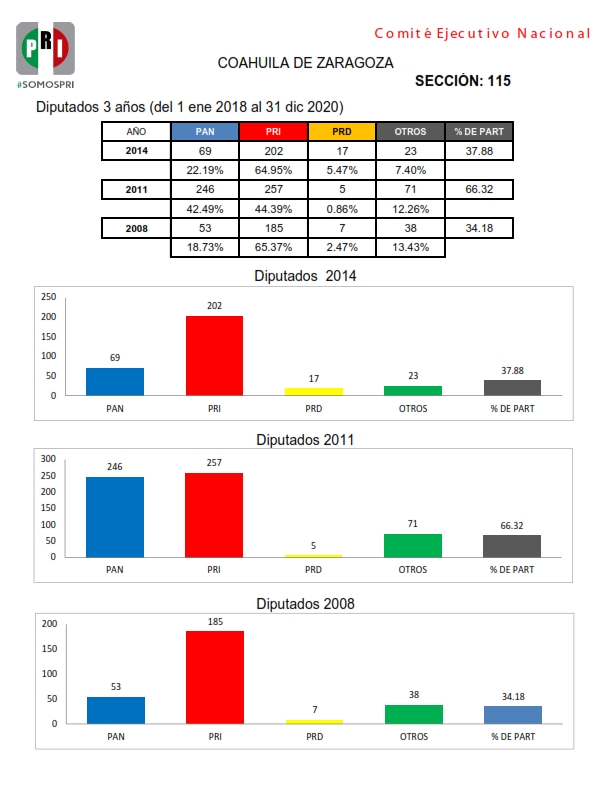 Comité Ejecutivo Nacional
PRI
#SOMOSPRI
COAHUILA DE ZARAGOZA
SECCIÓN: 115
Diputados 3 años (del 1 ene 2018 al 31 dic 2020)
AÑO PAN PRI PRD OTROS % DE PART
2014 69 202 17 23 37.88
22.19% 64.95% 5.47% 7.40%
2011 246 257 5 71 66.32
42.49% 44.39% 0.86% 12.26%
2008 53 185 7 38 34.18
18.73% 65.37% 2.47% 13.43%
Diputados 2014
250
200
150
100
50
0
69 202 17 23 37.88
PAN PRI PRD OTROS % DE PART
Diputados 2011
300
250
200
150
100
50
0
246 257 5 71 66.32
PAN PRI PRD OTROS % DE PART
Diputados 2008
200
150
100
50
0
53 185 7 38 34.18
PAN PRI PRD OTROS % DE PART